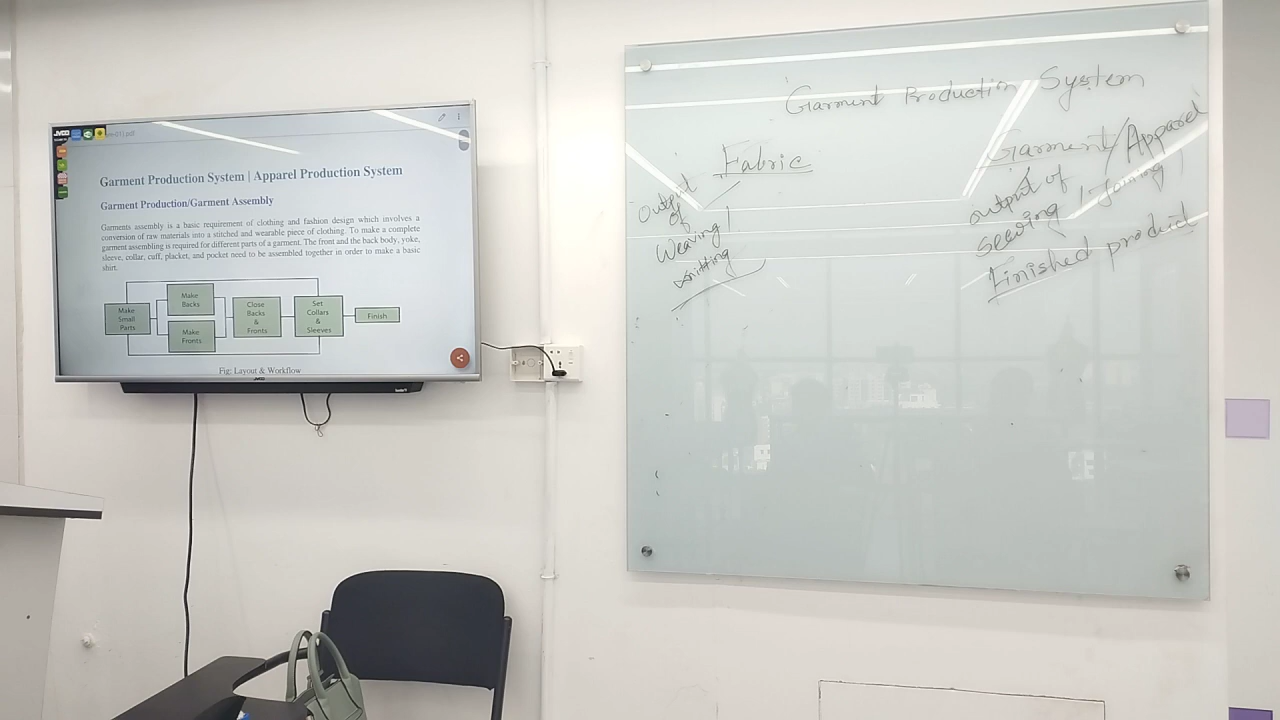 JVCO
Garment Production System | Apparel Production System
Garment Production/Garment Assembly
Garments assembly is a basic requirement of clothing and fashion design which involves a
conversion of raw materials into a stitched and wearable piece of clothing. To make a complete
garment assembling is required for different parts of a garment. The front and the back body, yoke,
sleeve, collar, cuff, placket, and pocket need to be assembled together in order to make a basic
shirt.
Make
Small
Parts
Make
Backs
Make
Fronts
Close
Backs
&
Fronts
Set
Collars
&
Sleeves
Finish
Fig: Layout & Workflow
JVCO
Garment Production System
Fabric
Output
of
Weaving/
knitting
Garment/Apparel
output of
Sewing / Joining /
Finished product